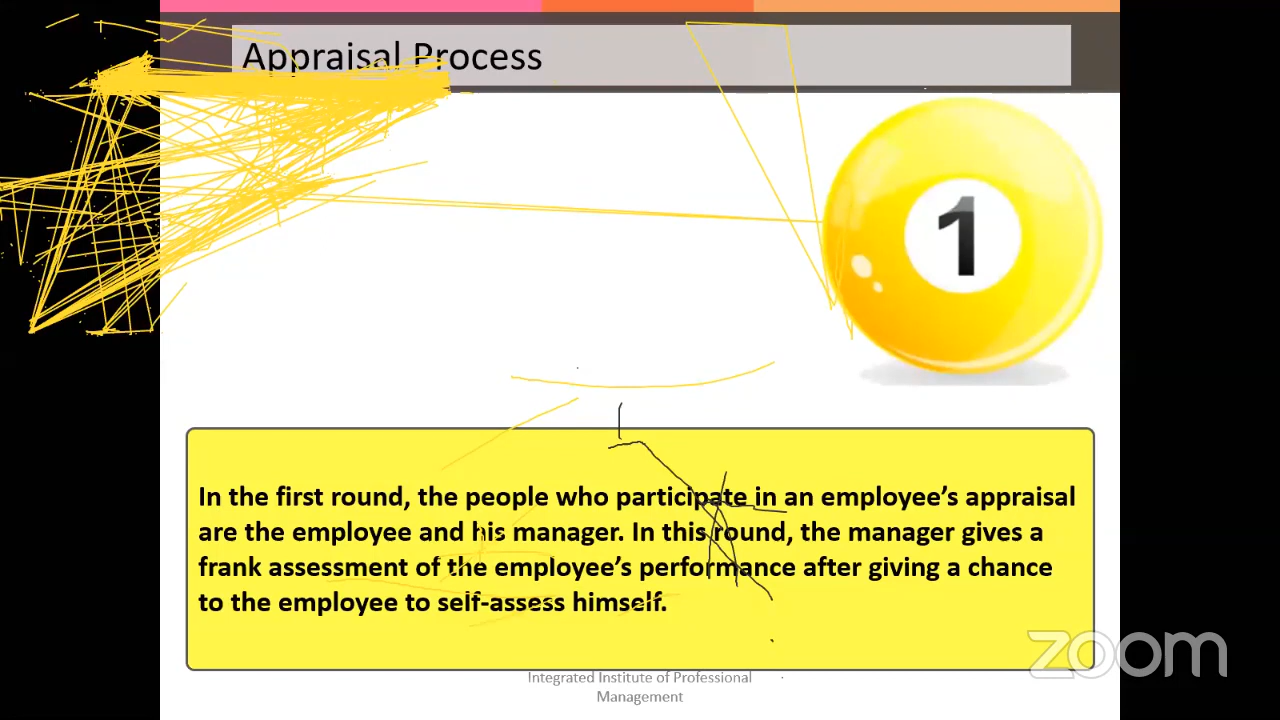 Appraisal Process
1
In the first round, the people who participate in an employee’s appraisal
are the employee and his manager. In this round, the manager gives a
frank assessment of the employee’s performance after giving a chance
to the employee to self-assess himself.
zoom
Integrated Institute of Professional
Management